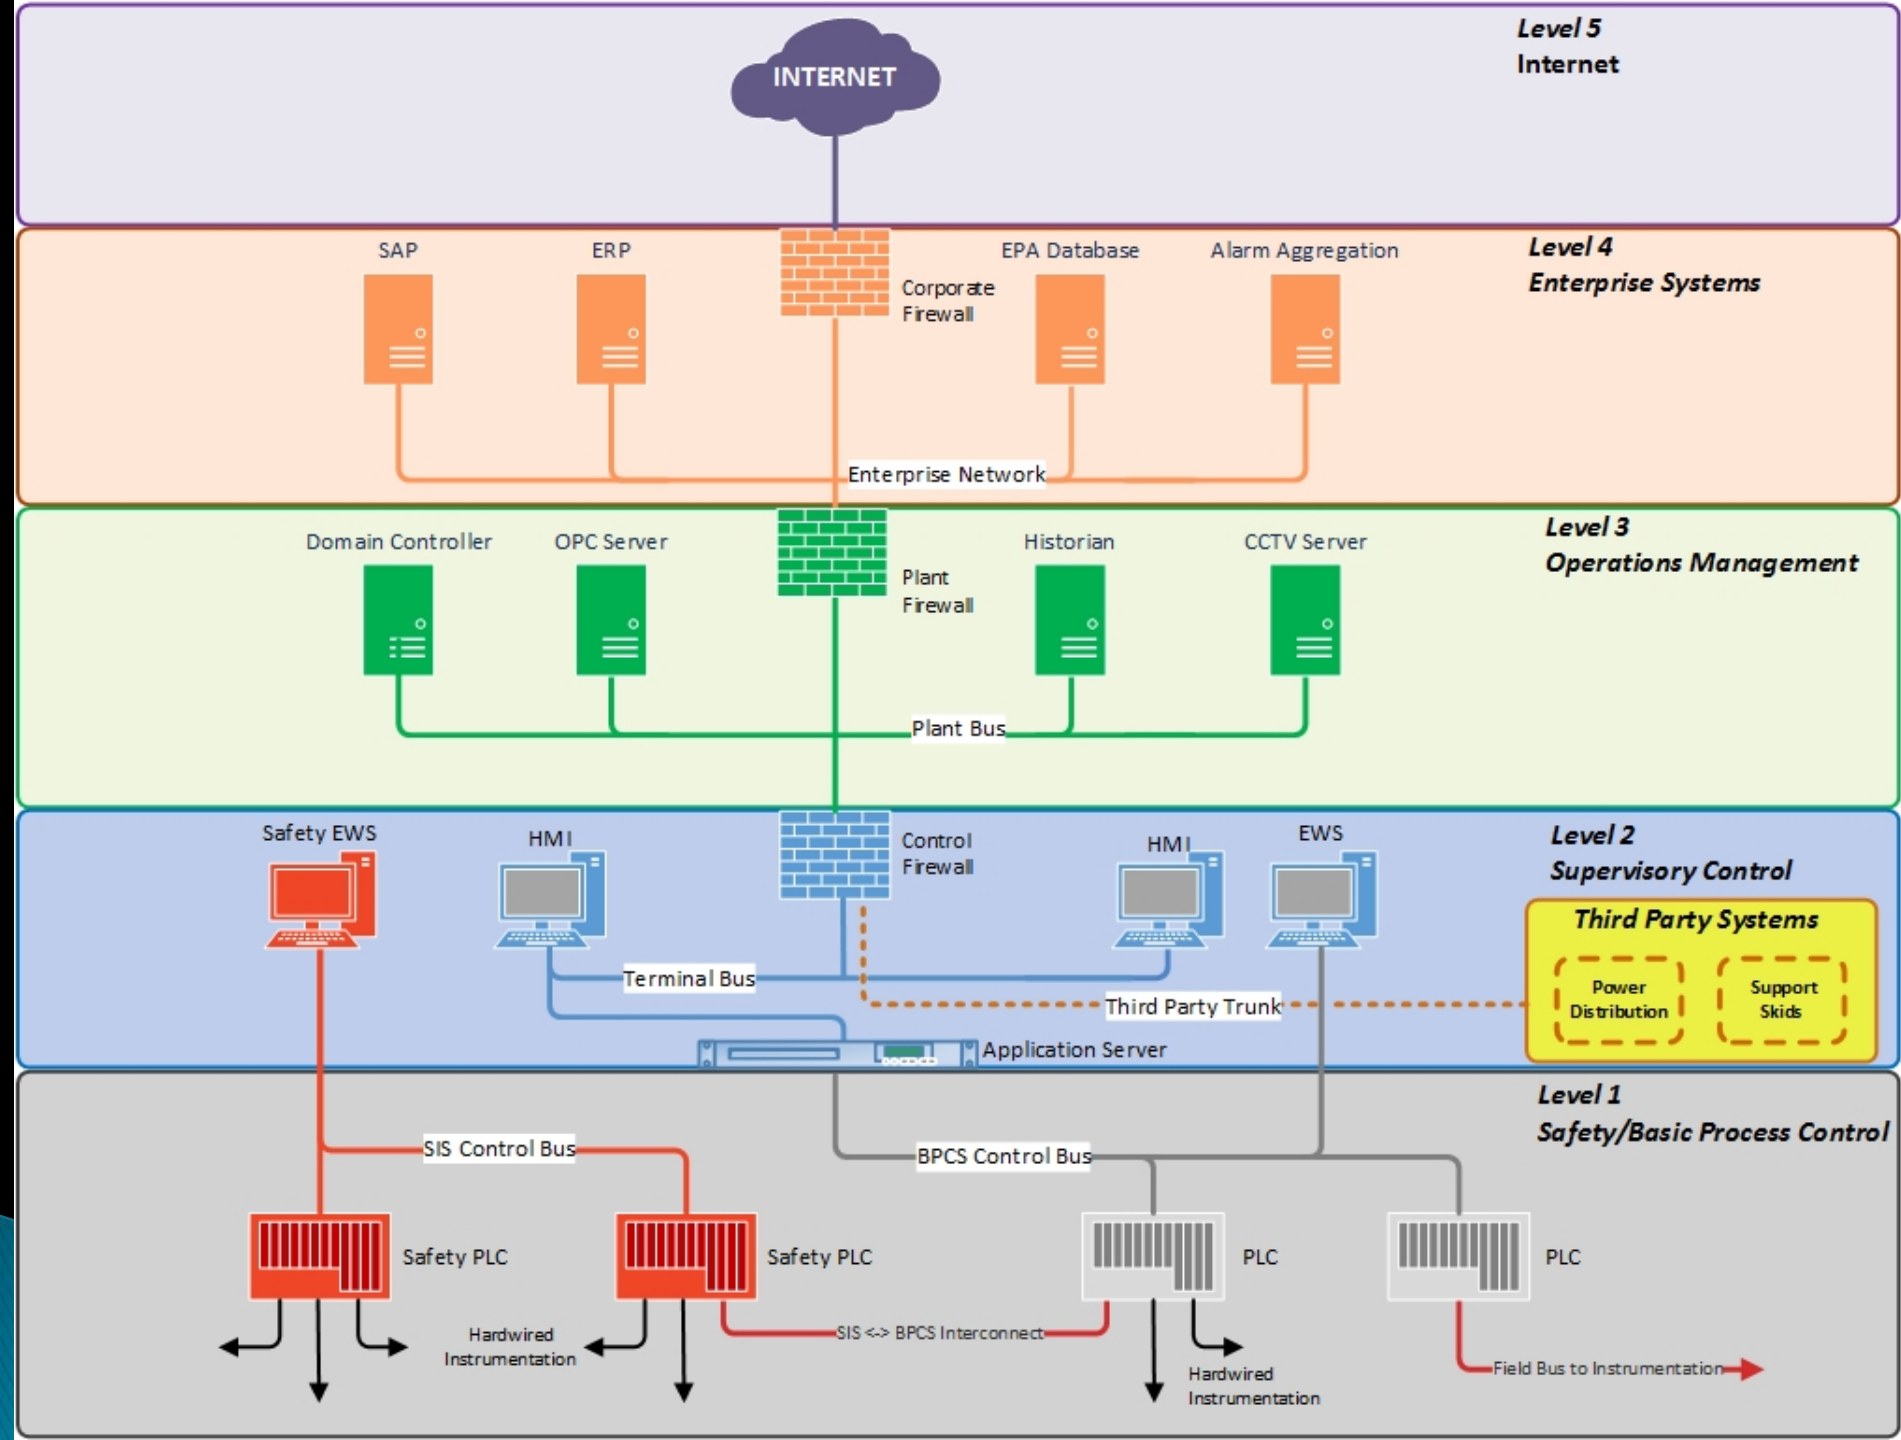 Level 5
Internet
INTERNET
Level 4
Enterprise Systems
SAP
ERP
EPA Database
Alarm Aggregation
Corporate
Firewall
Enterprise Network
Level 3
Operations Management
Domain Controller
OPC Server
Historian
CCTV Server
Plant
Firewall
Plant Bus
Level 2
Supervisory Control
Safety EWS
HMI
Control
Firewall
HMI
EWS
Third Party Systems
Power
Distribution
Support
Skids
Terminal Bus
Third Party Trunk
Application Server
Level 1
Safety/Basic Process Control
SIS Control Bus
BPCS Control Bus
Safety PLC
Safety PLC
PLC
PLC
Hardwired
Instrumentation
SIS <-> BPCS Interconnect
Hardwired
Instrumentation
Field Bus to Instrumentation